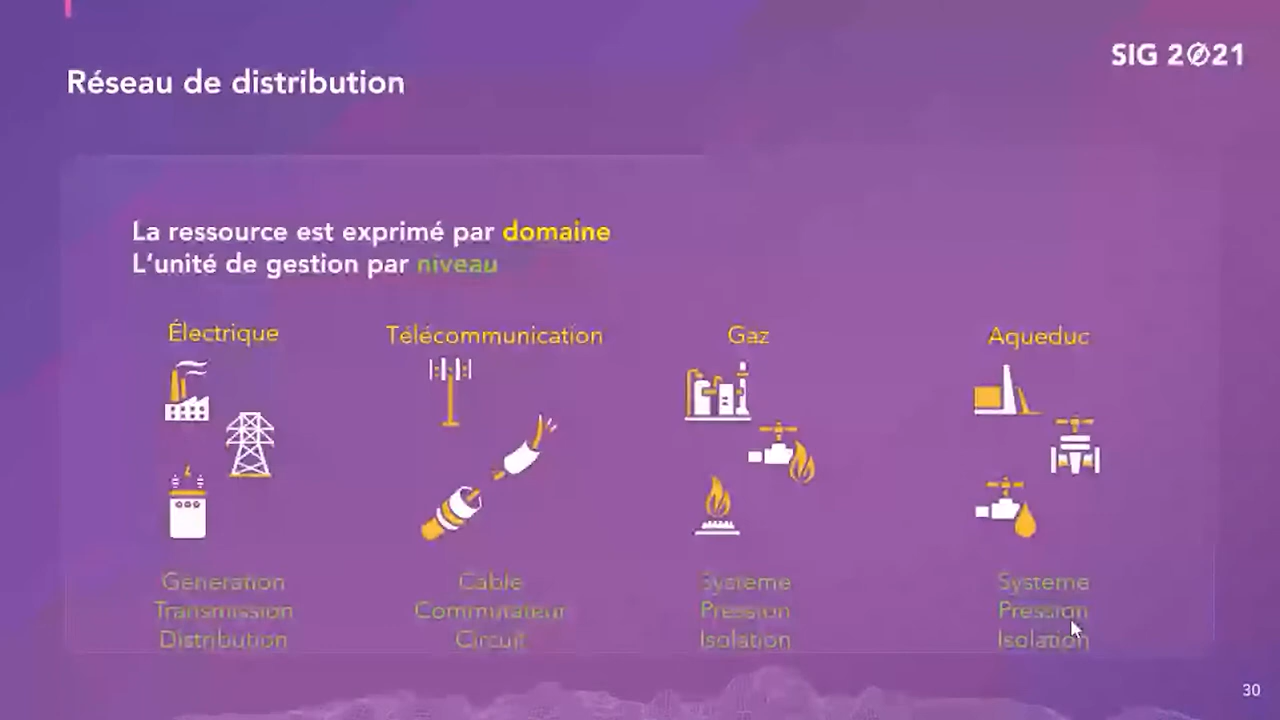 SIG 2021
Réseau de distribution
La ressource est exprimé par domaine
L'unité de gestion par niveau
Électrique
Télécommunication
Gaz
Aqueduc
Génération
Transmission
Distribution
Câble
Commutateur
Circuit
Système
Pression
Isolation
Système
Pression
Isolation
30